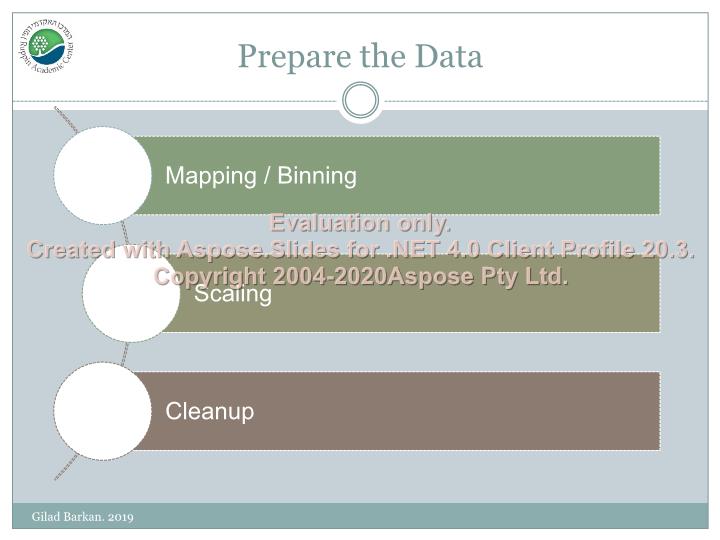 המרכז האקדמי רופין
Ruppin Academic Center
Prepare the Data
Mapping / Binning
Evaluation only.
Created with Aspose.Slides for .NET 4.0 Client Profile 20.3.
Copyright 2004-2020Aspose Pty Ltd.
Scaling
Cleanup
Gilad Barkan. 2019